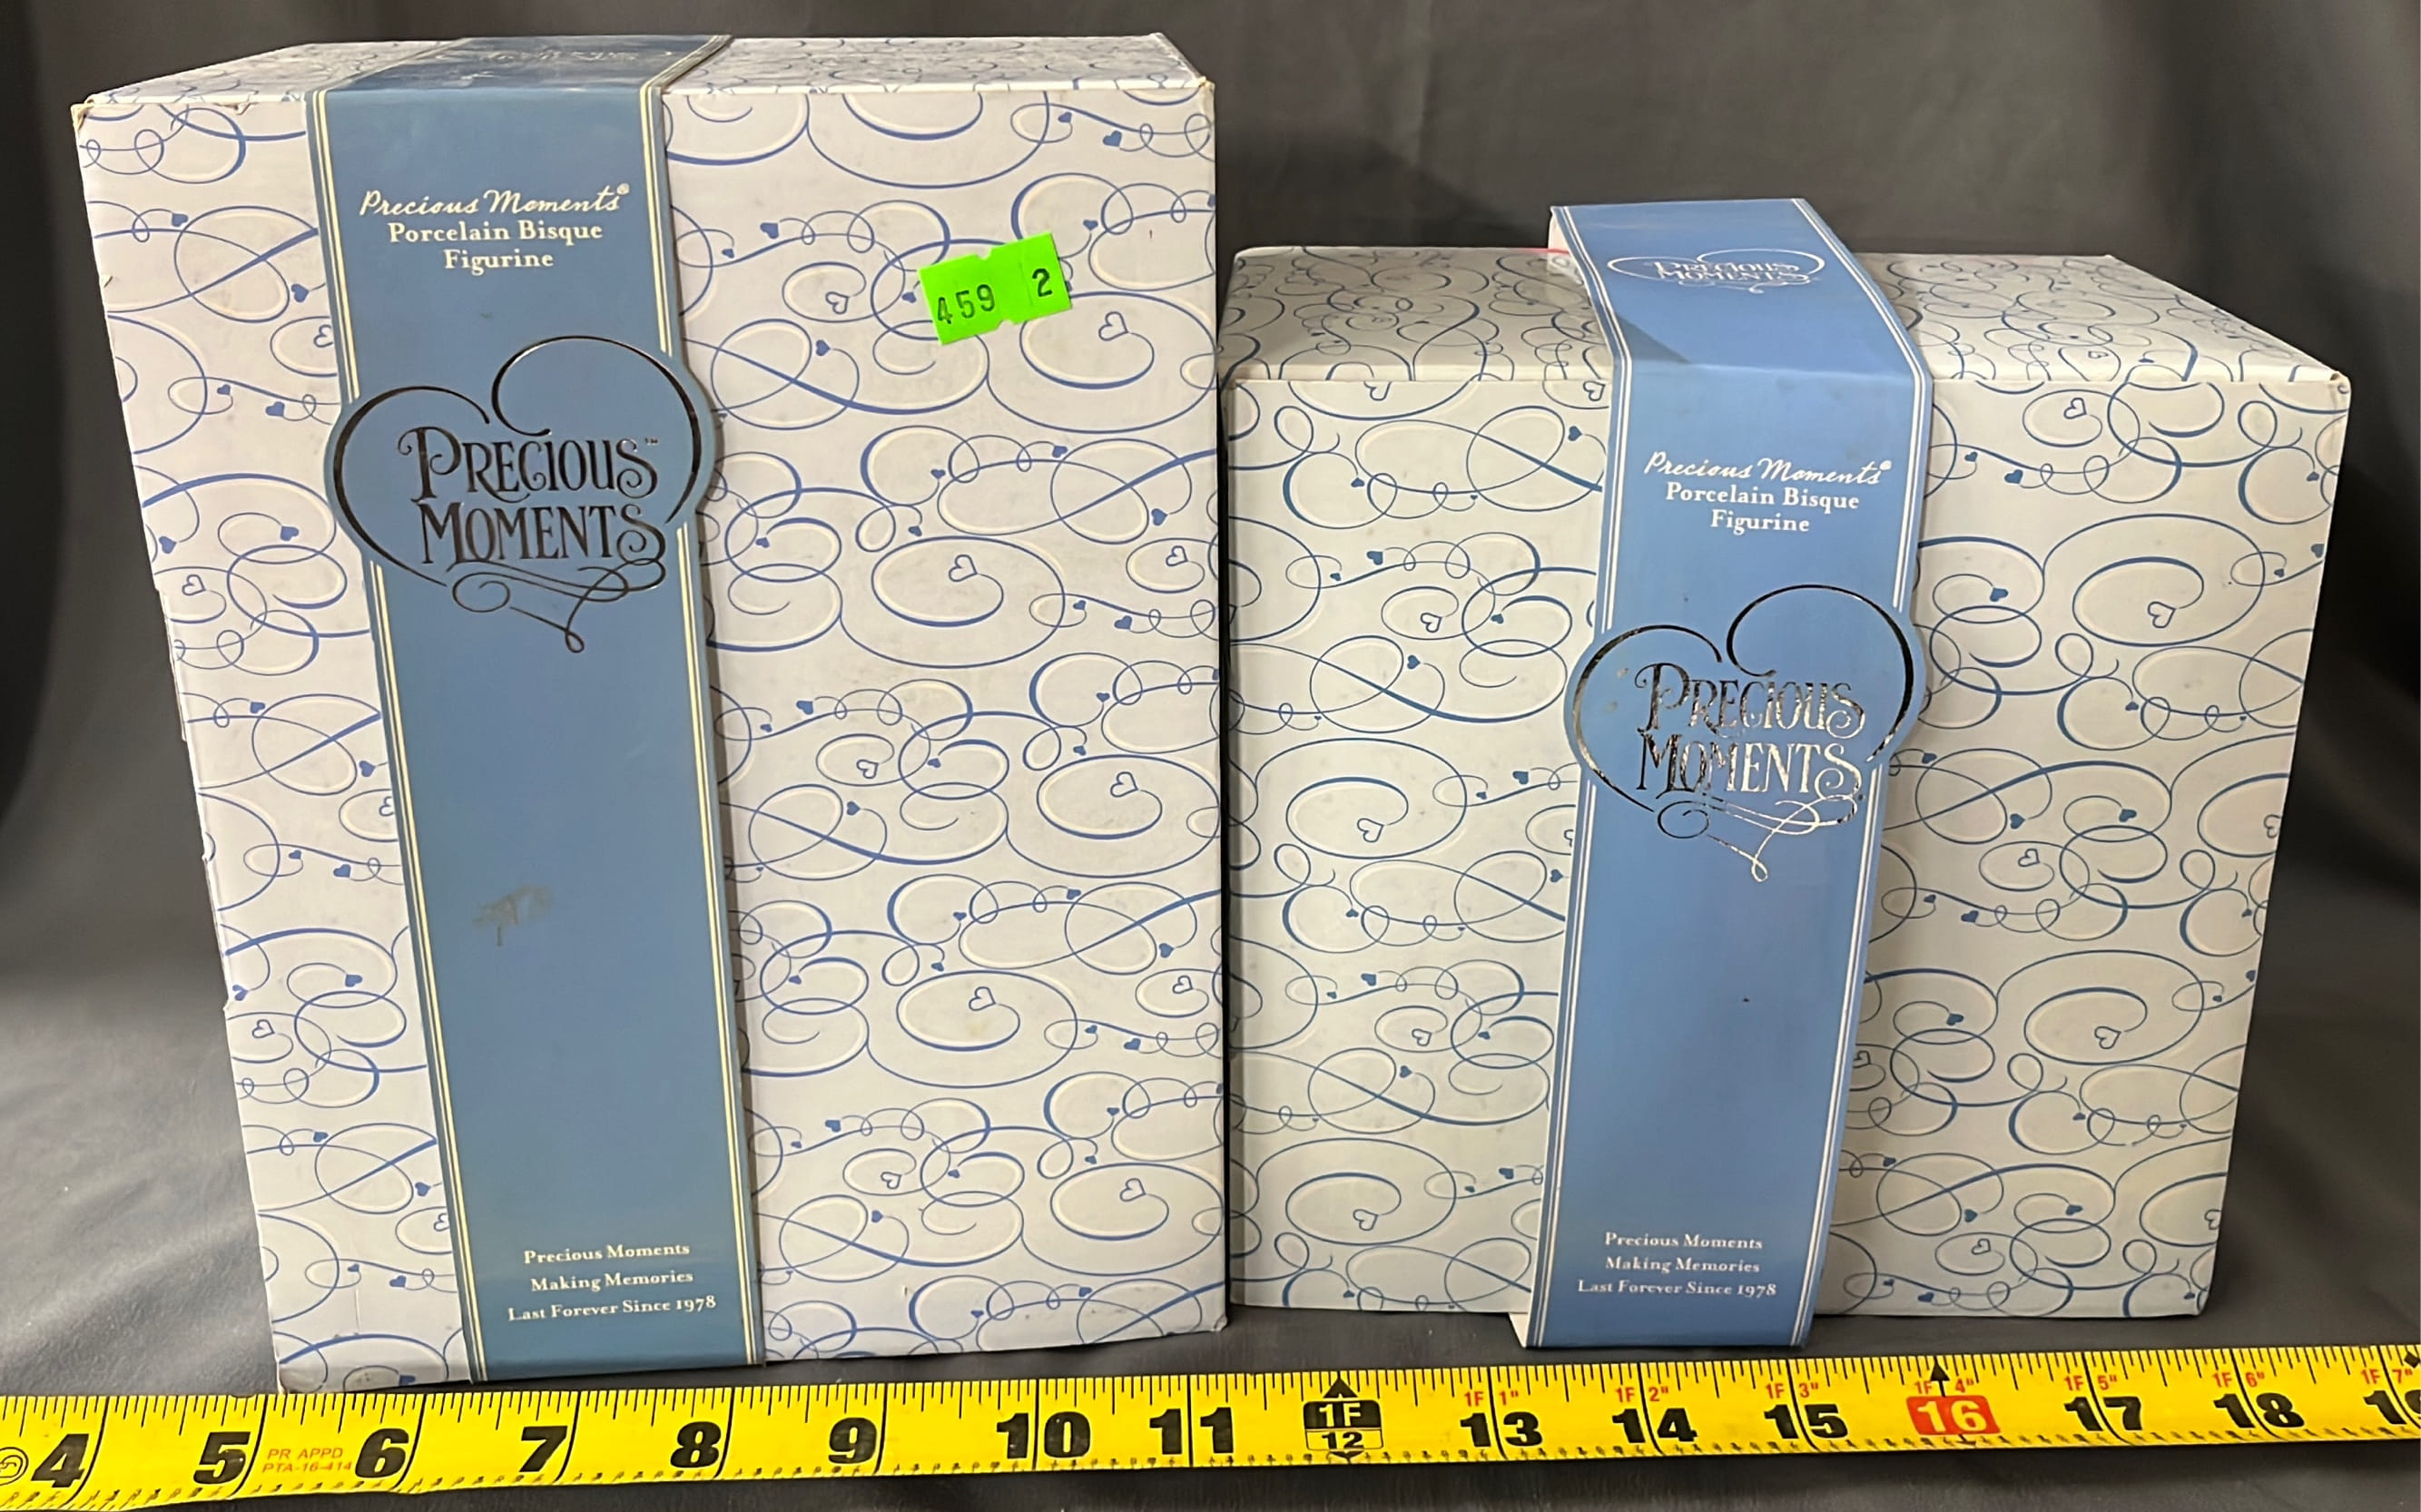 Precious Moments®
Porcelain Bisque
Figurine
459 2
PRECIOUS™
MOMENTS
Precious Moments
Making Memories
Last Forever Since 1978
PRECIOUS
MOMENTS
Precious Moments®
Porcelain Bisque
Figurine
PRECIOUS
MOMENTS
Precious Moments
Making Memories
Last Forever Since 1978
1F 1" 1F 2" 1F 3" 1F 4" 1F 5" 1F 6" 1F 7"
4 5 6 7 8 9 10 11 1F 12 13 14 15 16 17 18
PR APPD
PTA-16-414